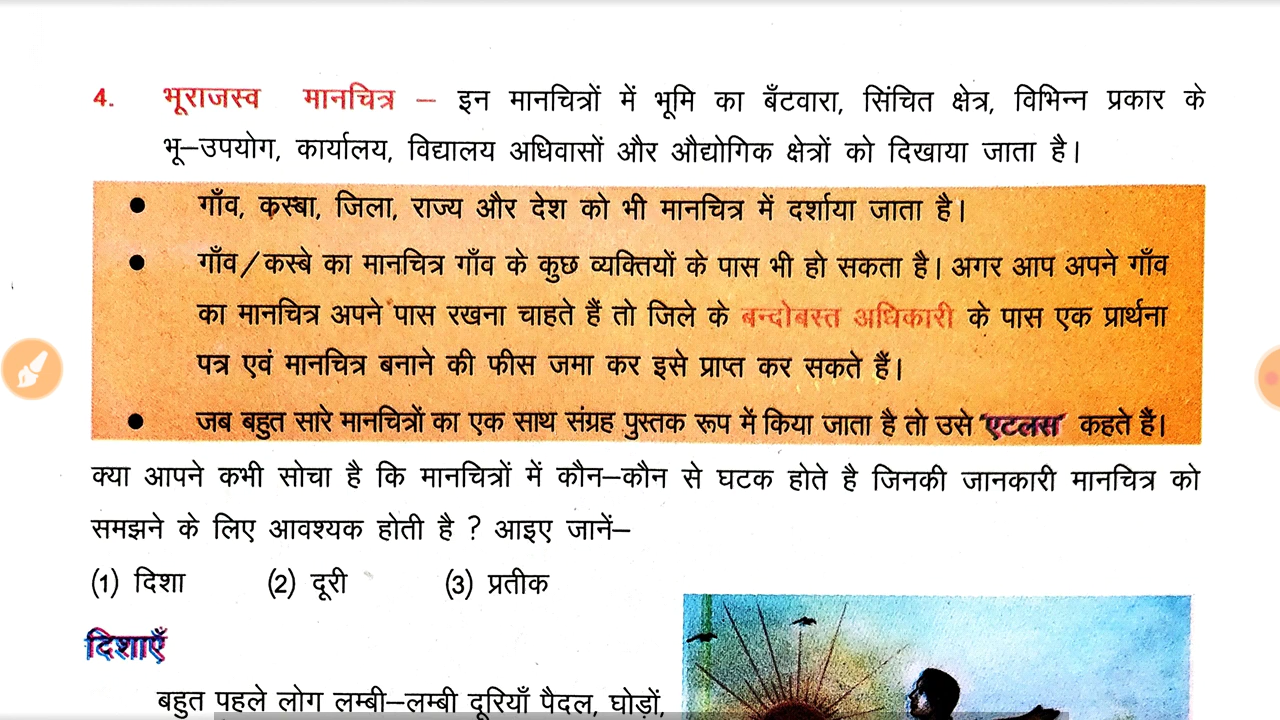 4. भूराजस्व मानचित्र – इन मानचित्रों में भूमि का बँटवारा, सिंचित क्षेत्र, विभिन्न प्रकार के
भू–उपयोग, कार्यालय, विद्यालय अधिवासों और औद्योगिक क्षेत्रों को दिखाया जाता है।
● गाँव, कस्बा, जिला, राज्य और देश को भी मानचित्र में दर्शाया जाता है।
● गाँव/कस्बे का मानचित्र गाँव के कुछ व्यक्तियों के पास भी हो सकता है। अगर आप अपने गाँव
का मानचित्र अपने पास रखना चाहते हैं तो जिले के बन्दोबस्त अधिकारी के पास एक प्रार्थना
पत्र एवं मानचित्र बनाने की फीस जमा कर इसे प्राप्त कर सकते हैं।
● जब बहुत सारे मानचित्रों का एक साथ संग्रह पुस्तक रूप में किया जाता है तो उसे 'एटलस' कहते हैं।
क्या आपने कभी सोचा है कि मानचित्रों में कौन–कौन से घटक होते है जिनकी जानकारी मानचित्र को
समझने के लिए आवश्यक होती है ? आइए जानें–
(1) दिशा (2) दूरी (3) प्रतीक
दिशाएँ
बहुत पहले लोग लम्बी–लम्बी दूरियाँ पैदल, घोड़ों,